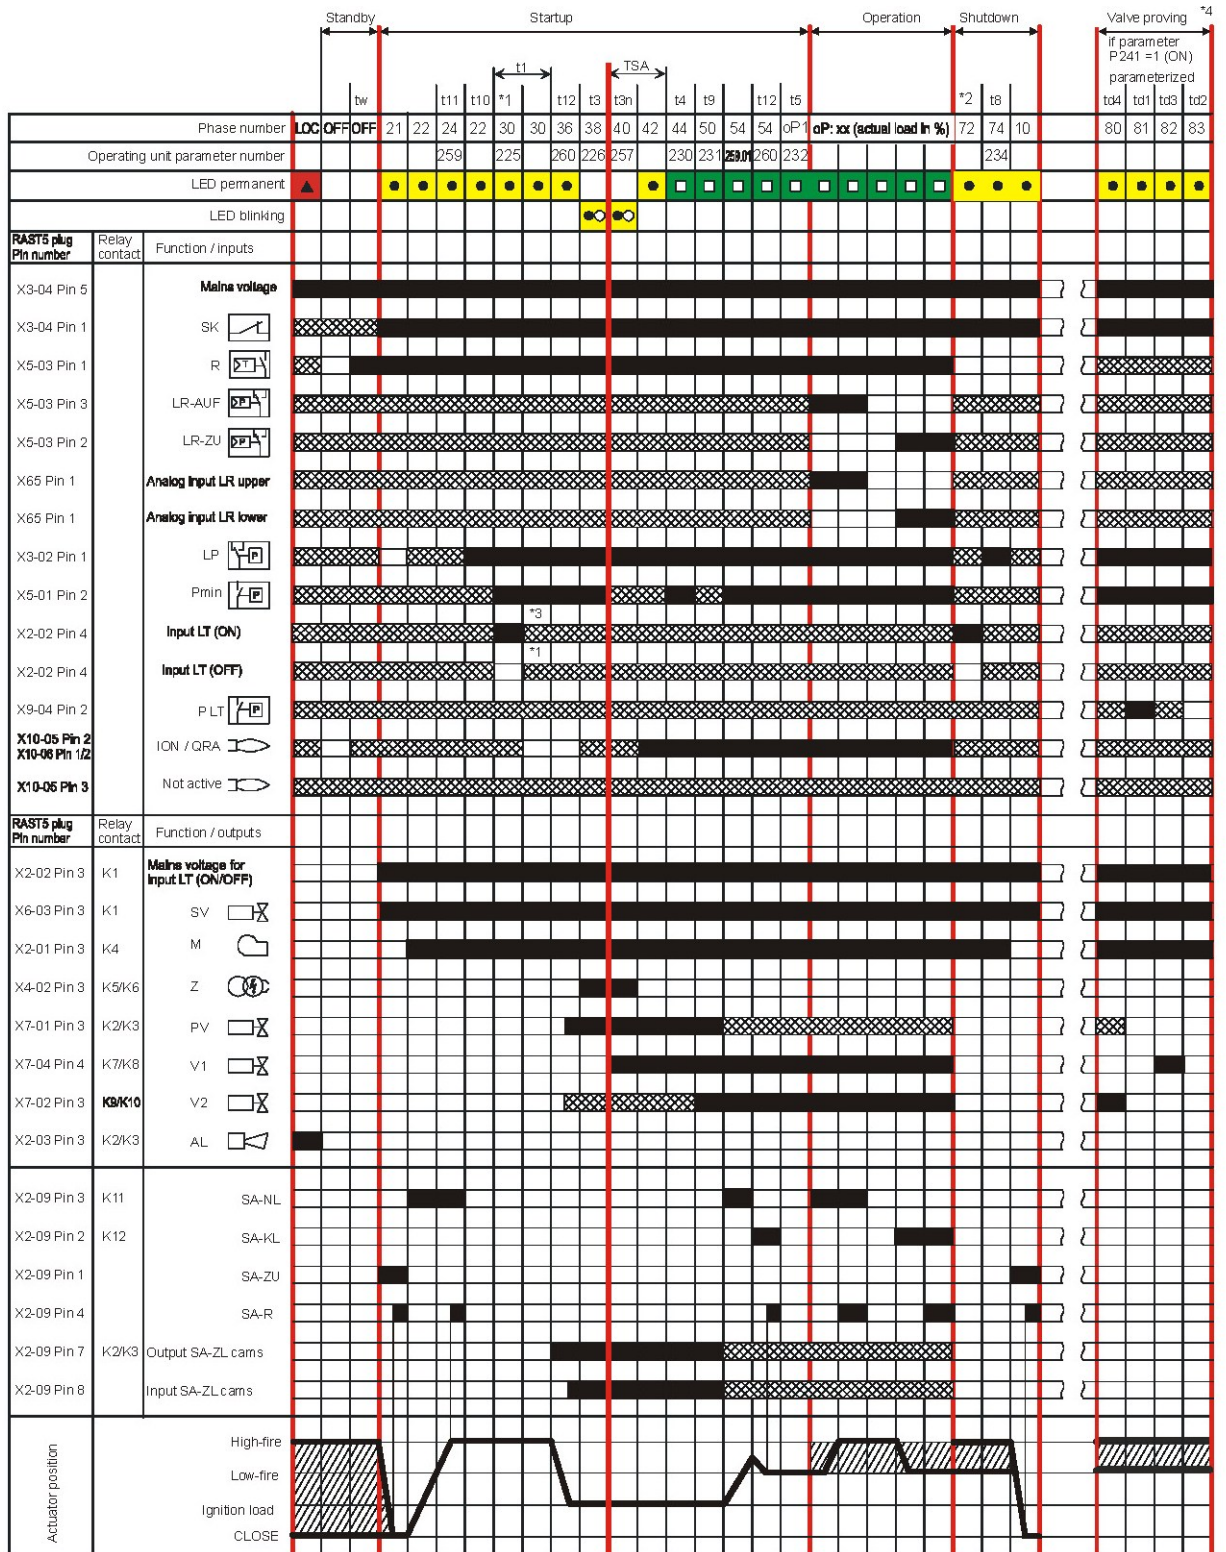 Standby Startup Operation Shutdown Valve proving *4
if parameter
P241 =1 (ON)
parameterized
t1 TSA
tw t11 t10 *1 t12 t3 t3n t4 t9 t12 t5 *2 t8 td4 td1 td3 td2
Phase number LOC OFF OFF 21 22 24 22 30 30 36 38 40 42 44 50 54 54 oP1 oP: xx (actual load in %) 72 74 10 80 81 82 83
Operating unit parameter number 259 225 260 226 257 230 231 259.01 260 232 234
LED permanent
LED blinking
RAST5 plug Pin number Relay contact Function / inputs
X3-04 Pin 5 Mains voltage
X3-04 Pin 1 SK
X5-03 Pin 1 R T
X5-03 Pin 3 LR-AUF P
X5-03 Pin 2 LR-ZU P
X65 Pin 1 Analog input LR upper
X65 Pin 1 Analog input LR lower
X3-02 Pin 1 LP P
X5-01 Pin 2 Pmin P
X2-02 Pin 4 Input LT (ON) *3
X2-02 Pin 4 Input LT (OFF) *1
X9-04 Pin 2 P LT P
X10-05 Pin 2
X10-06 Pin 1/2 ION / QRA
X10-05 Pin 3 Not active
RAST5 plug Pin number Relay contact Function / outputs
X2-02 Pin 3 K1 Mains voltage for Input LT (ON/OFF)
X6-03 Pin 3 K1 SV
X2-01 Pin 3 K4 M
X4-02 Pin 3 K5/K6 Z
X7-01 Pin 3 K2/K3 PV
X7-04 Pin 4 K7/K8 V1
X7-02 Pin 3 K9/K10 V2
X2-03 Pin 3 K2/K3 AL
X2-09 Pin 3 K11 SA-NL
X2-09 Pin 2 K12 SA-KL
X2-09 Pin 1 SA-ZU
X2-09 Pin 4 SA-R
X2-09 Pin 7 K2/K3 Output SA-ZL cams
X2-09 Pin 8 Input SA-ZL cams
Actuator position
High-fire
Low-fire
Ignition load
CLOSE